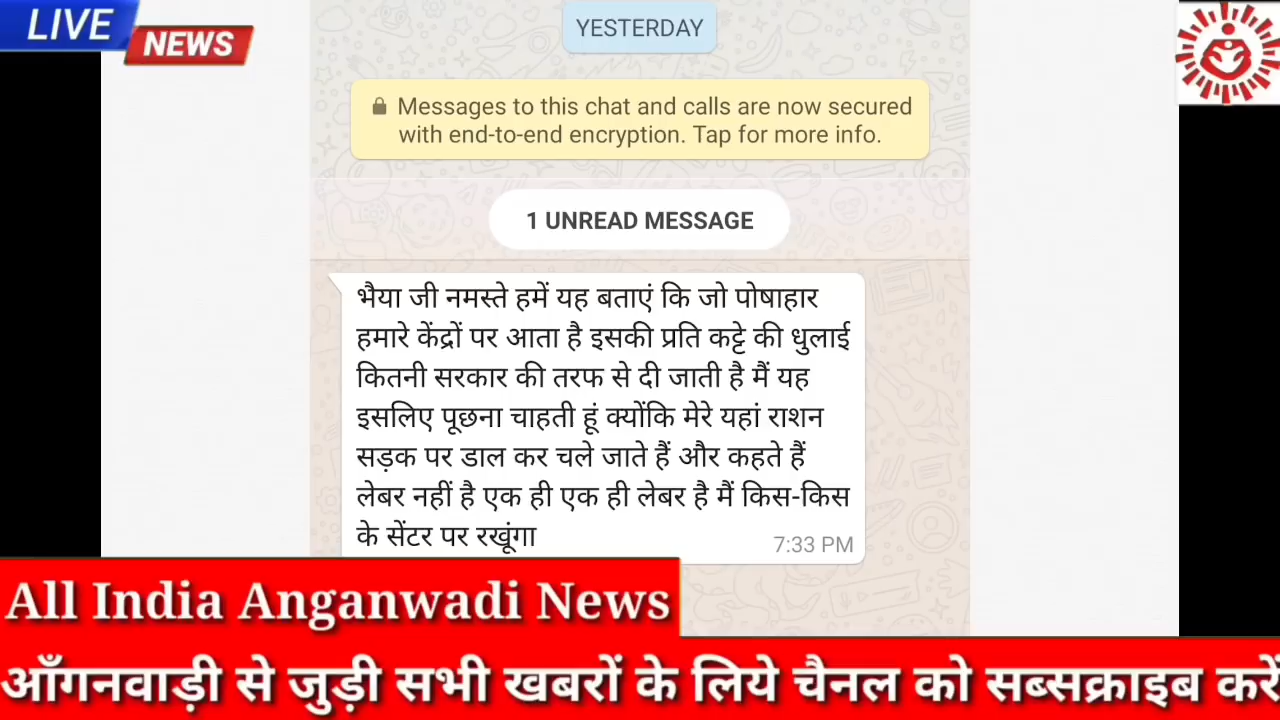 LIVE
NEWS
YESTERDAY
Messages to this chat and calls are now secured
with end-to-end encryption. Tap for more info.
1 UNREAD MESSAGE
भैया जी नमस्ते हमें यह बताएं कि जो पोषाहार
हमारे केंद्रों पर आता है इसकी प्रति कट्टे की धुलाई
कितनी सरकार की तरफ से दी जाती है मैं यह
इसलिए पूछना चाहती हूं क्योंकि मेरे यहां राशन
सड़क पर डाल कर चले जाते हैं और कहते हैं
लेबर नहीं है एक ही एक ही लेबर है मैं किस-किस
के सेंटर पर रखूंगा
7:33 PM
All India Anganwadi News
आँगनवाड़ी से जुड़ी सभी खबरों के लिये चैनल को सब्सक्राइब करें